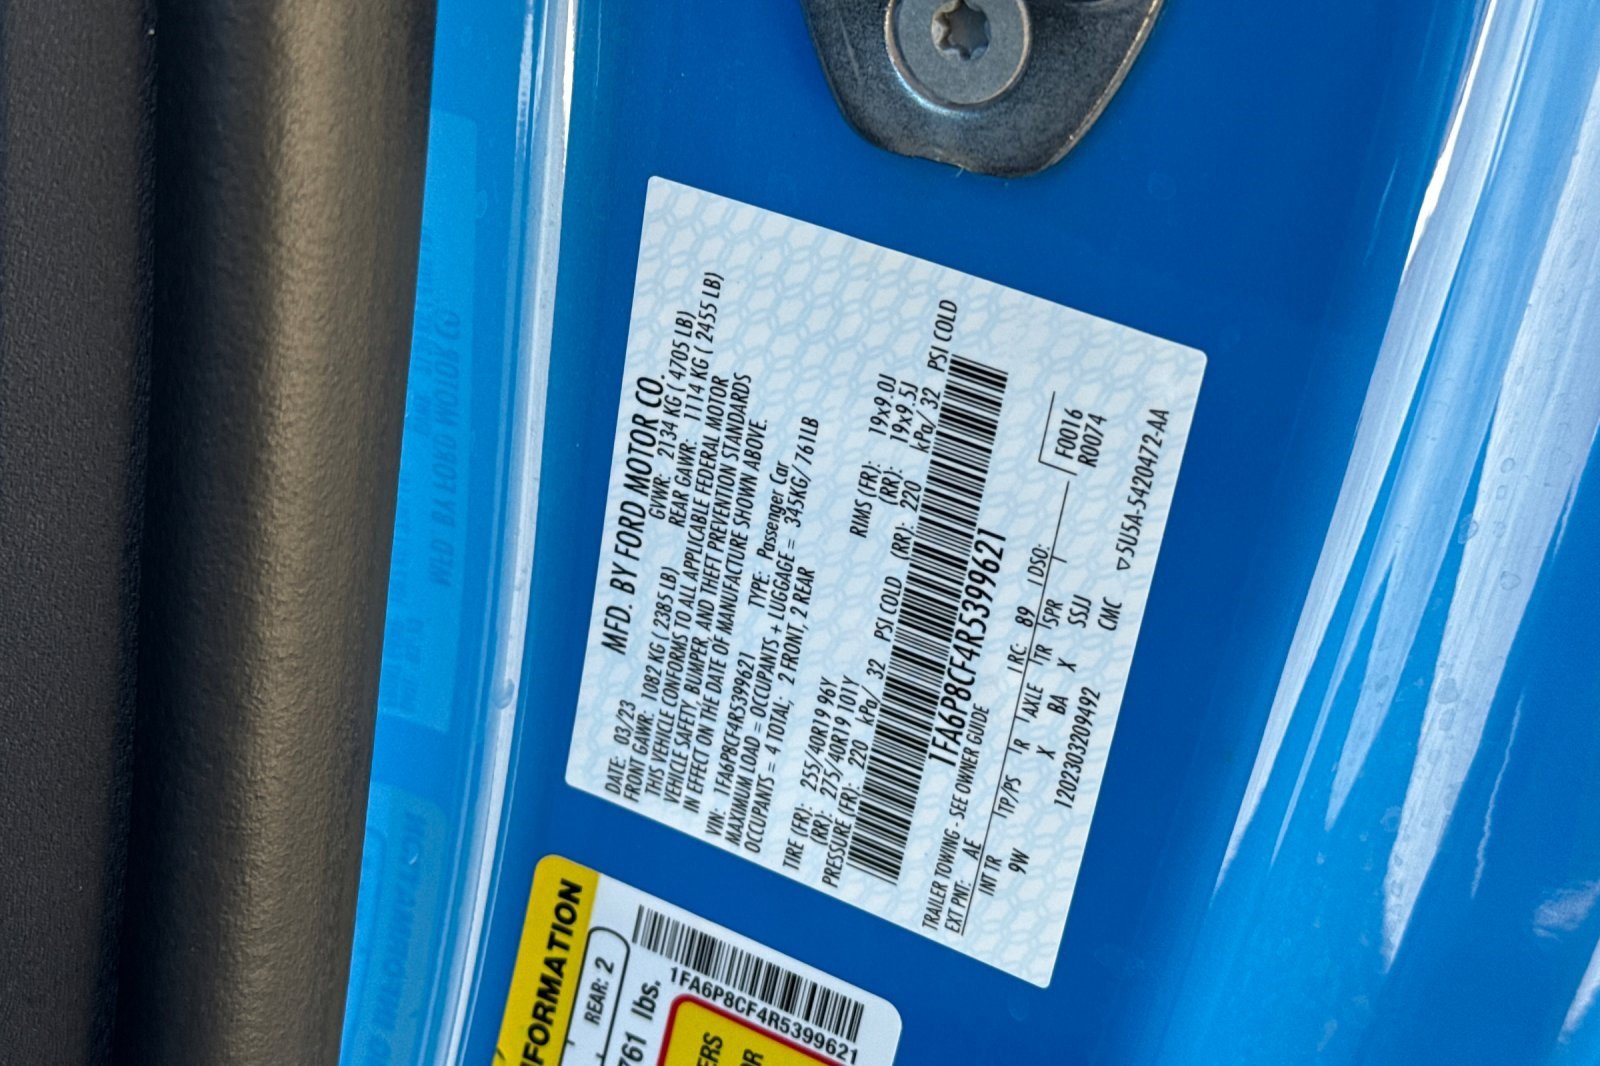 MFD. BY FORD MOTOR CO.
DATE: 03/23 GVWR: 2134 KG ( 4705 LB)
FRONT GAWR: 1082 KG ( 2385 LB) REAR GAWR: 1114 KG ( 2455 LB)
THIS VEHICLE CONFORMS TO ALL APPLICABLE FEDERAL MOTOR
VEHICLE SAFETY, BUMPER, AND THEFT PREVENTION STANDARDS
IN EFFECT ON THE DATE OF MANUFACTURE SHOWN ABOVE.
VIN: 1FA6P8CF4R5399621 TYPE: Passenger Car
MAXIMUM LOAD = OCCUPANTS + LUGGAGE = 345KG/761LB
OCCUPANTS = 4 TOTAL; 2 FRONT, 2 REAR
TIRE (FR): 255/40R19 96Y RIMS (FR): 19x9.0J
(RR): 275/40R19 101Y (RR): 19x9.5J
PRESSURE (FR): 220 kPa/ 32 PSI COLD (RR): 220 kPa/ 32 PSI COLD
1FA6P8CF4R5399621
TRAILER TOWING - SEE OWNER GUIDE
EXT PNT: AE RC: 89 DSO: F0016
INT TR TP/PS R AXLE TR SPR R0074
9W X BA X SSJJ
1202303209492 CMC ▽5U5A-5420472-AA
FORMATION
REAR: 2
761 lbs.
1FA6P8CF4R5399621